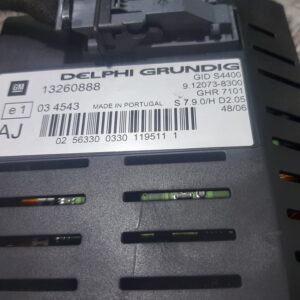 DELPHI GRUNDIG
GM
13260888
GID S4400
9.12073-8300
GHR 7101
e1
03 4543
MADE IN PORTUGAL
S 7.9.0/H D2.05
48/06
AJ
02 56330 0330 119511 1